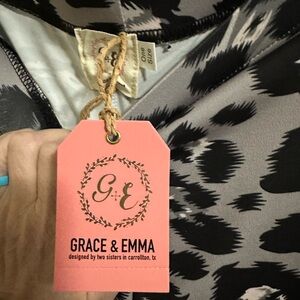 One Size
G E
GRACE & EMMA
designed by two sisters in carrollton, tx